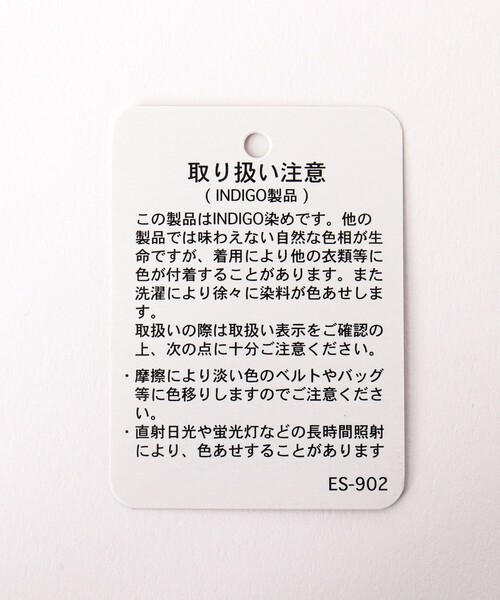 取り扱い注意
( INDIGO製品 )
この製品はINDIGO染めです。他の
製品では味わえない自然な色相が生
命ですが、着用により他の衣類等に
色が付着することがあります。また
洗濯により徐々に染料が色あせしま
す。
取扱いの際は取扱い表示をご確認の
上、次の点に十分ご注意ください。
・摩擦により淡い色のベルトやバッグ
等に色移りしますのでご注意くださ
い。
・直射日光や蛍光灯などの長時間照射
により、色あせすることがあります
ES-902